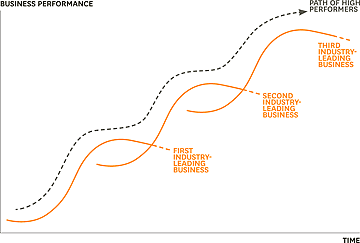 BUSINESS PERFORMANCE
PATH OF HIGH
PERFORMERS
THIRD
INDUSTRY-
LEADING
BUSINESS
SECOND
INDUSTRY-
LEADING
BUSINESS
FIRST
INDUSTRY-
LEADING
BUSINESS
TIME